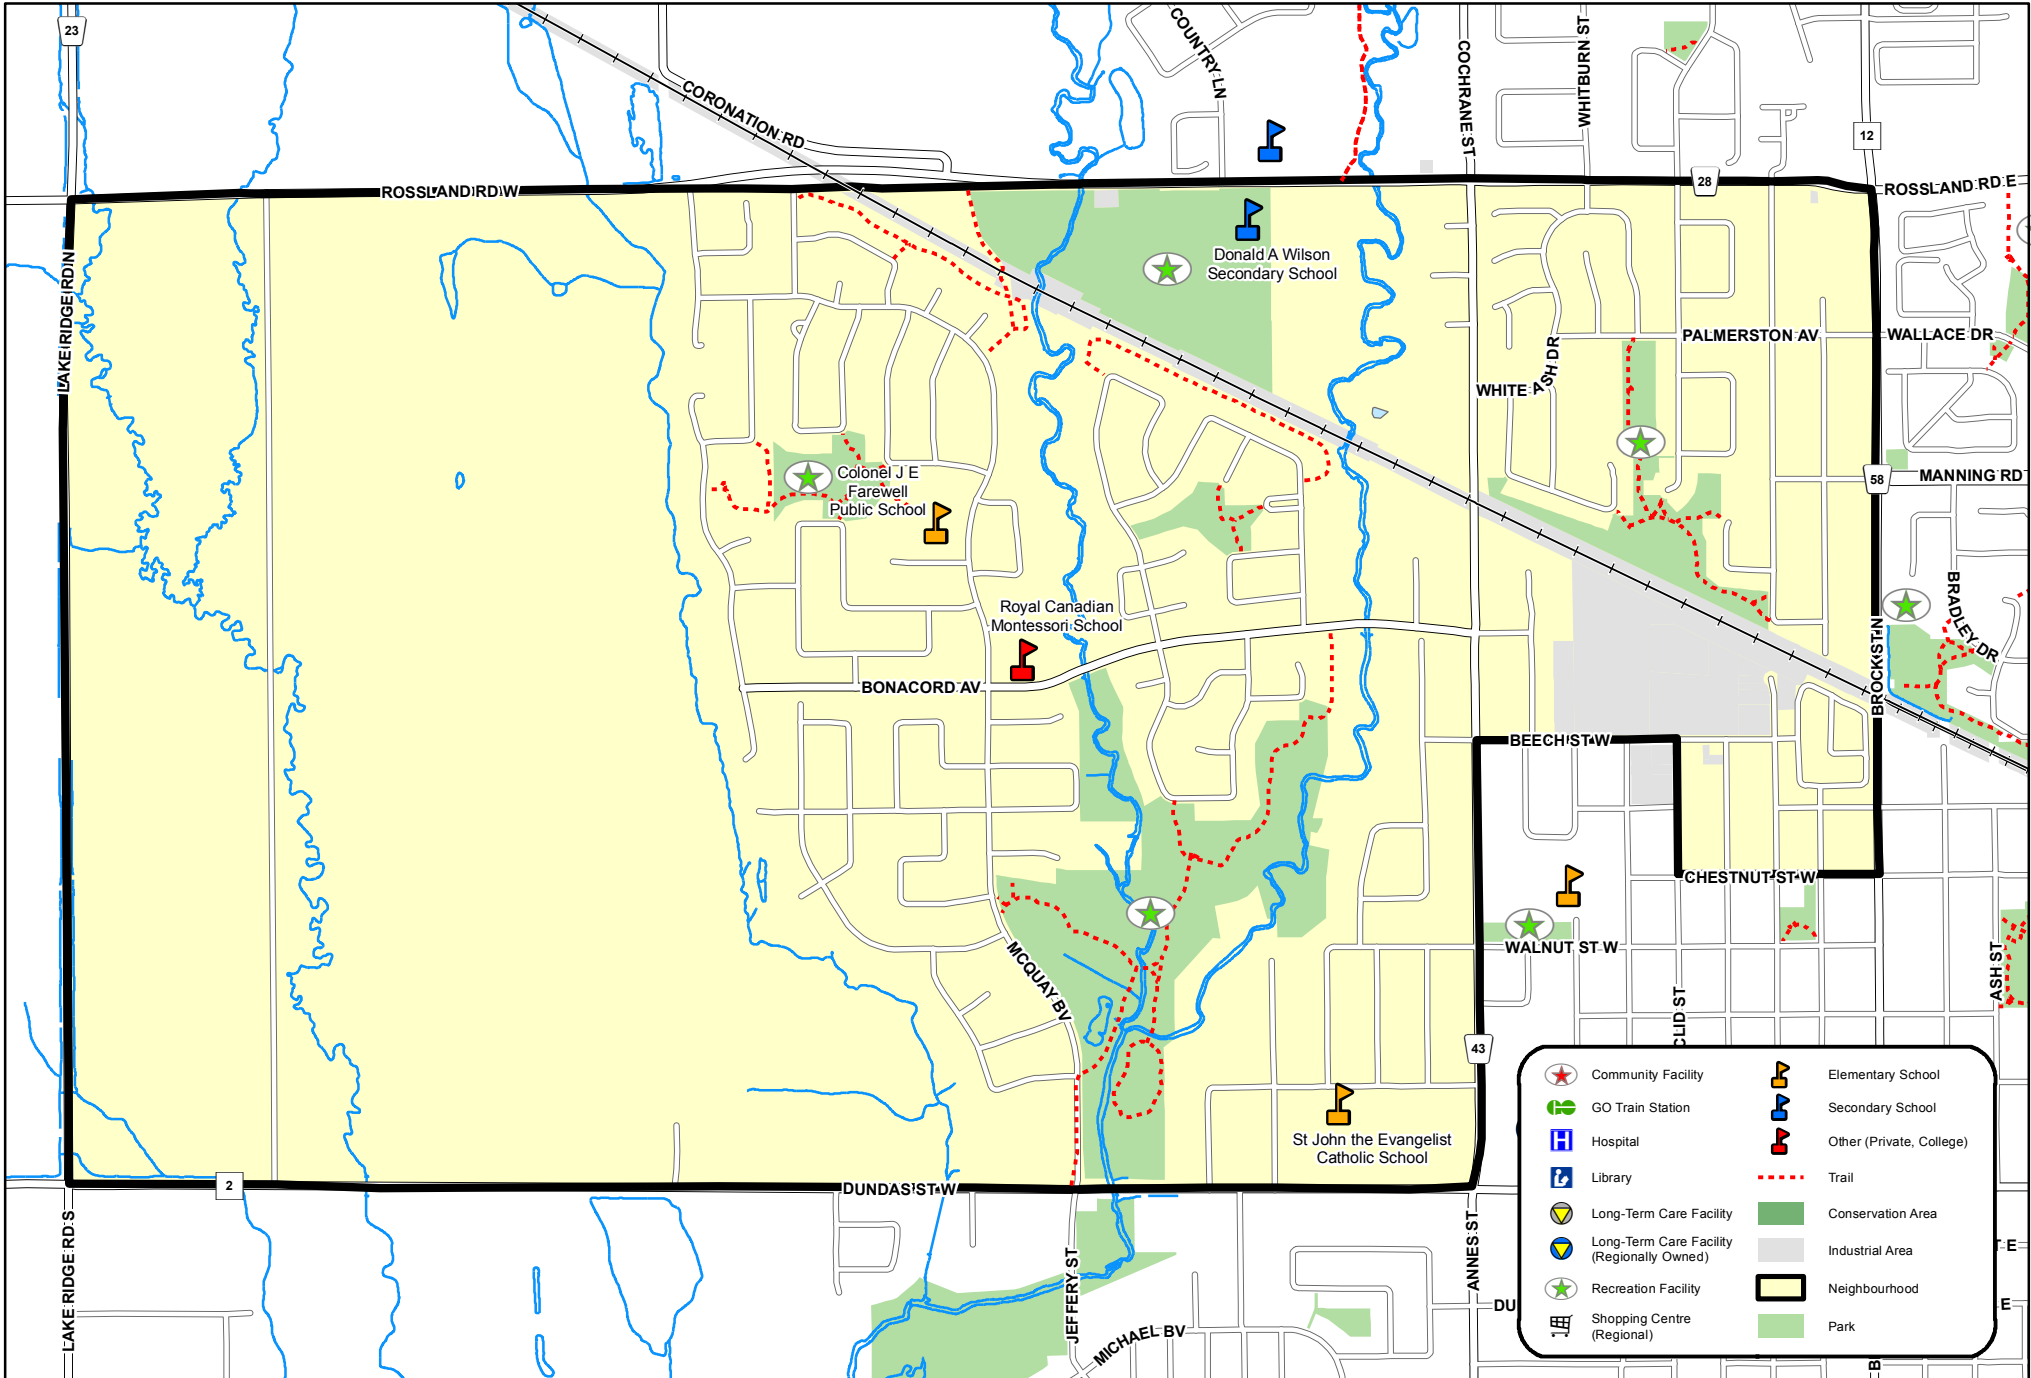 23
COUNTRY LN
COCHRANE ST
WHITBURN ST
CORONATION RD
12
ROSSLAND RD W
28
ROSSLAND RD E
LAKE RIDGE RD N
Donald A Wilson
Secondary School
PALMERSTON AV
WALLACE DR
WHITE ASH DR
Colonel J E
Farewell
Public School
58
MANNING RD
Royal Canadian
Montessori School
BRADLEY DR
BROCK ST N
BONACORD AV
BEECH ST W
CHESTNUT ST W
WALNUT ST W
MCQUAY BV
ASH ST
CLID ST
43
St John the Evangelist
Catholic School
2
DUNDAS ST W
LAKE RIDGE RD S
JEFFERY ST
ANNES ST
MICHAEL BV
DU
T E
E
B
Community Facility
GO Train Station
H
Hospital
Library
Long-Term Care Facility
Long-Term Care Facility
(Regionally Owned)
Recreation Facility
Shopping Centre
(Regional)
Elementary School
Secondary School
Other (Private, College)
Trail
Conservation Area
Industrial Area
Neighbourhood
Park